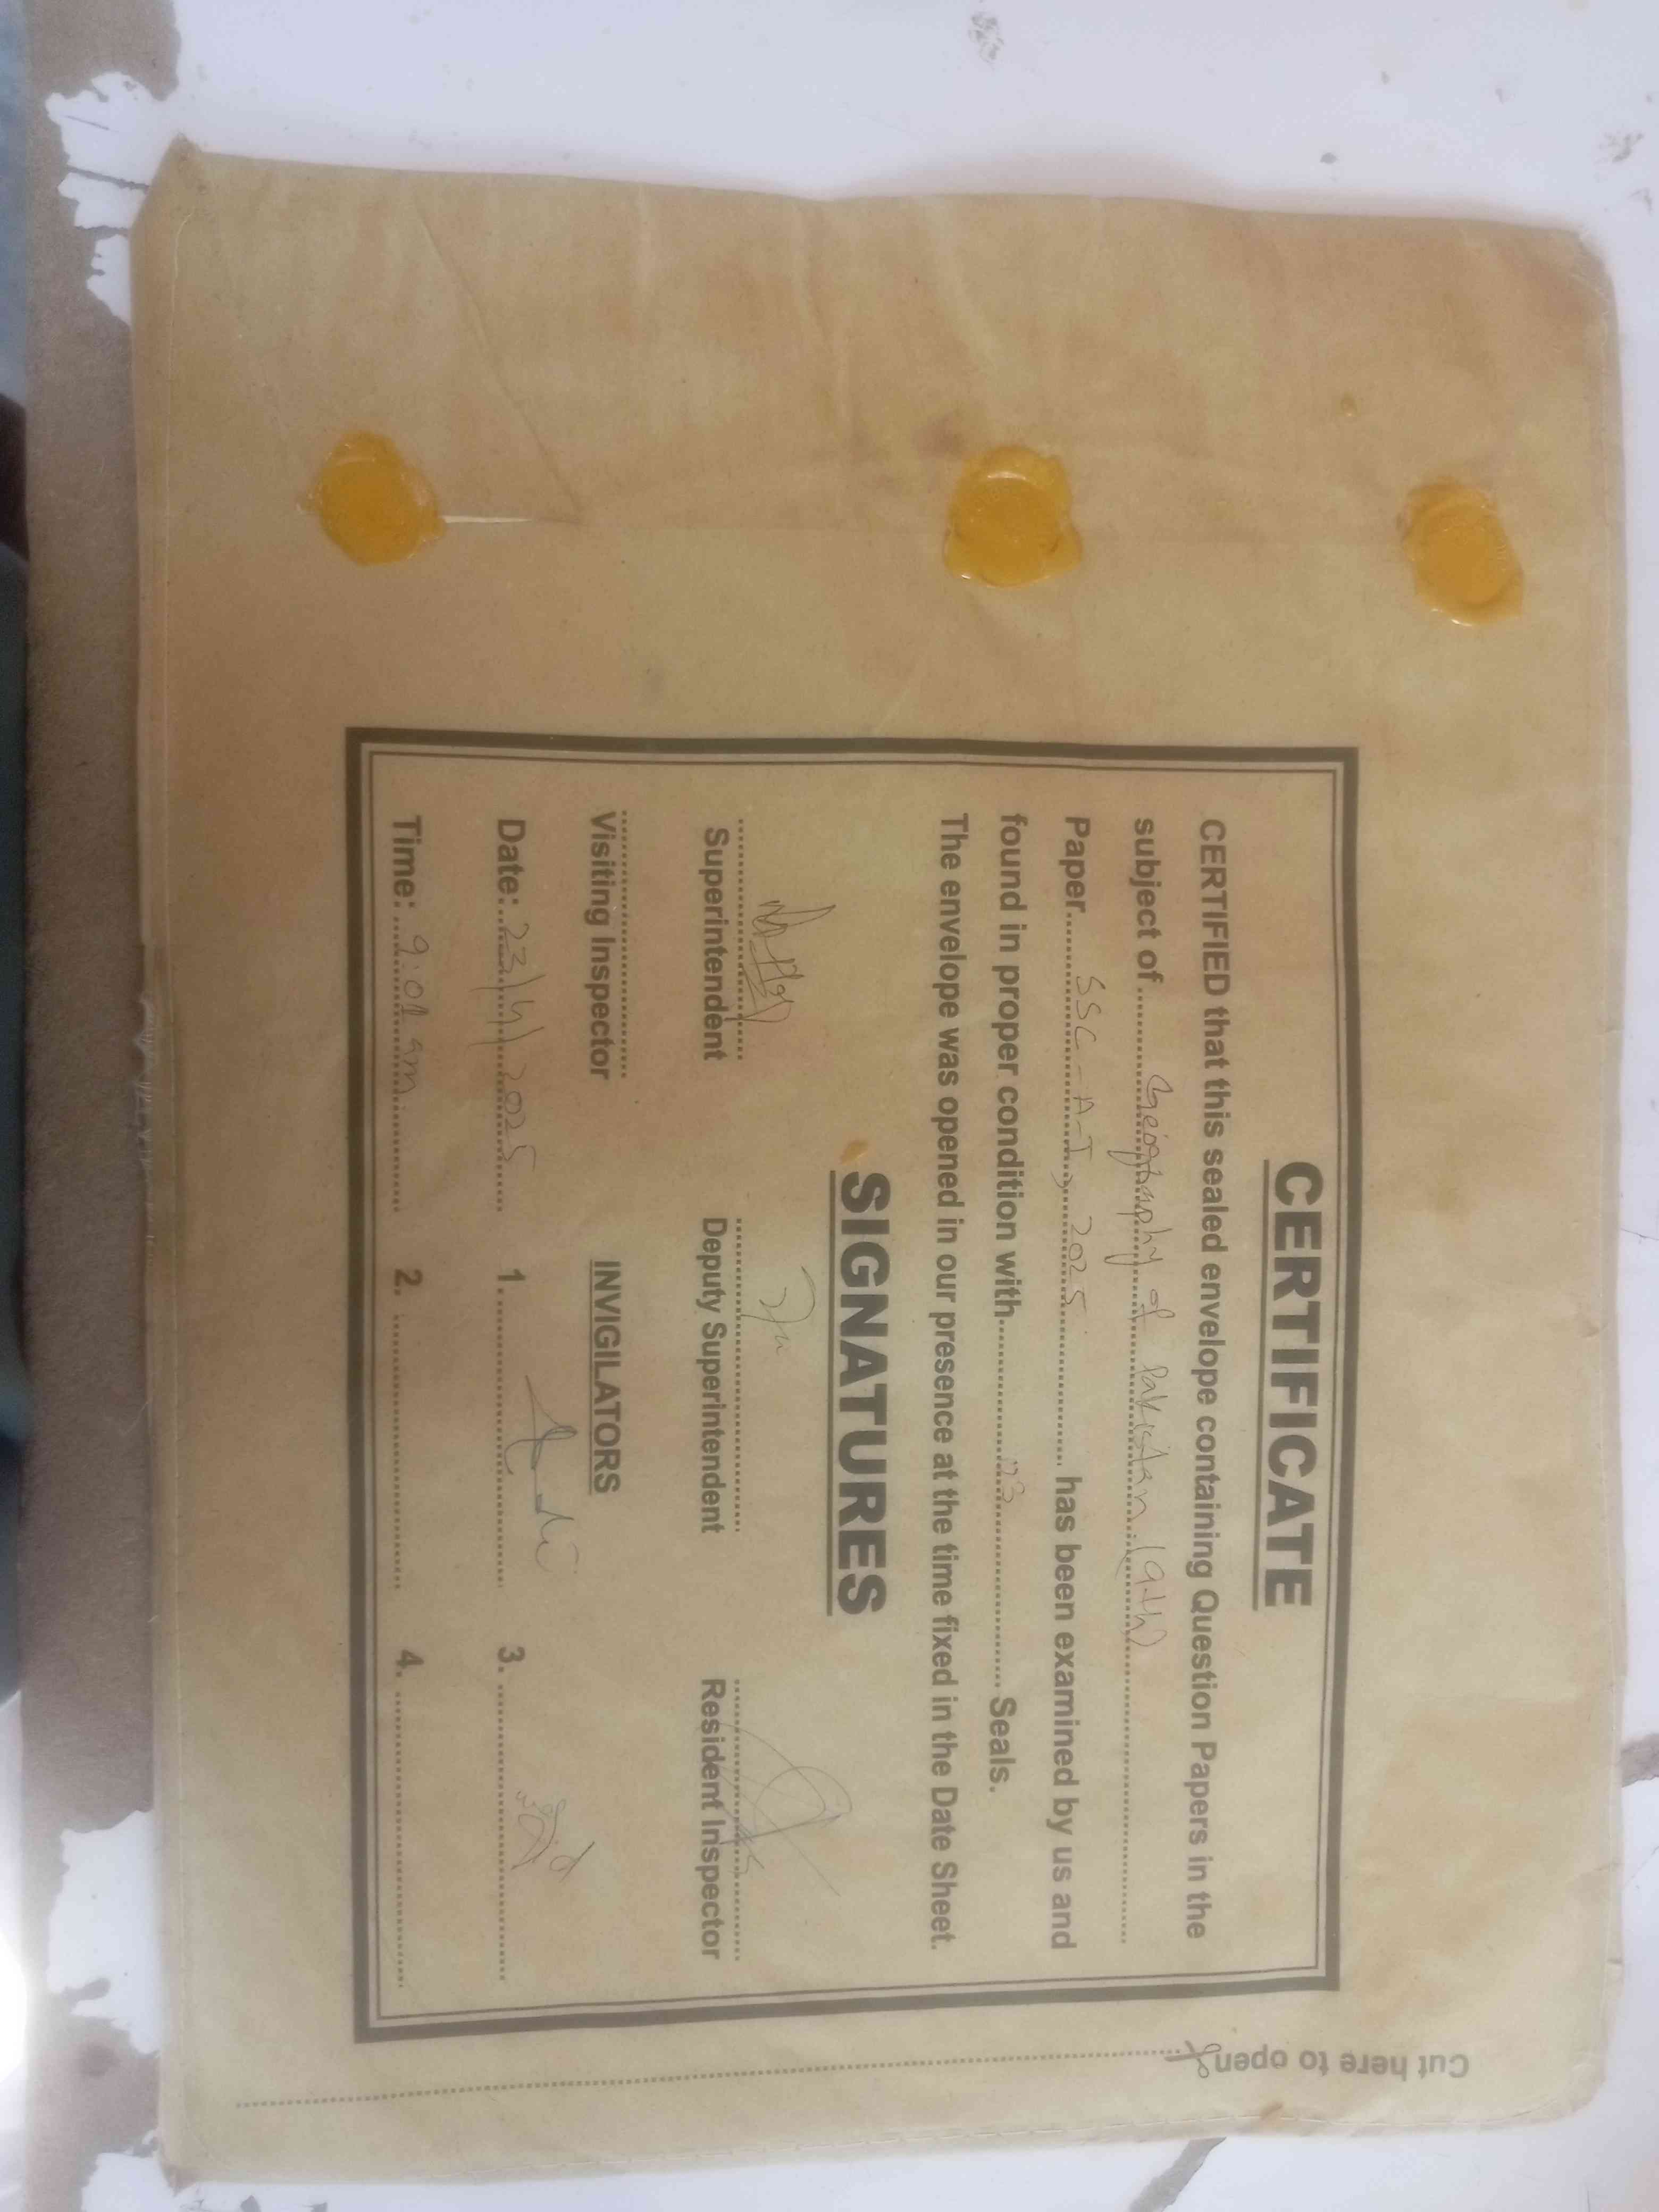 CERTIFICATE
CERTIFIED that this sealed envelope containing Question Papers in the
subject of Geography of Pakistan (9th)
Paper SSC-A-I, 2025 has been examined by us and
found in proper condition with 03 Seals.
The envelope was opened in our presence at the time fixed in the Date Sheet.
SIGNATURES
Superintendent Deputy Superintendent Resident Inspector
Visiting Inspector INVIGILATORS
Date: 23/4/2025 1. 3.
Time: 9:01 am 2. 4.
Cut here to open